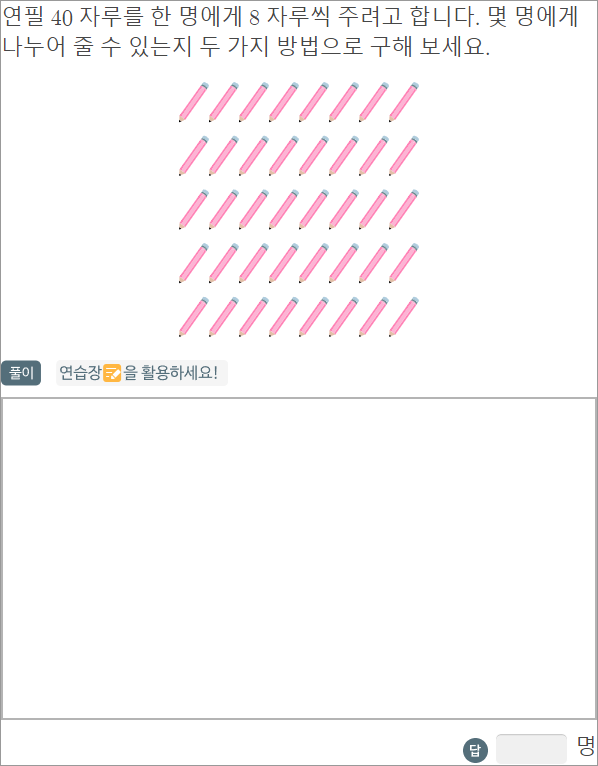 연필 40 자루를 한 명에게 8 자루씩 주려고 합니다. 몇 명에게
나누어 줄 수 있는지 두 가지 방법으로 구해 보세요.
풀이 연습장을 활용하세요!
답 명